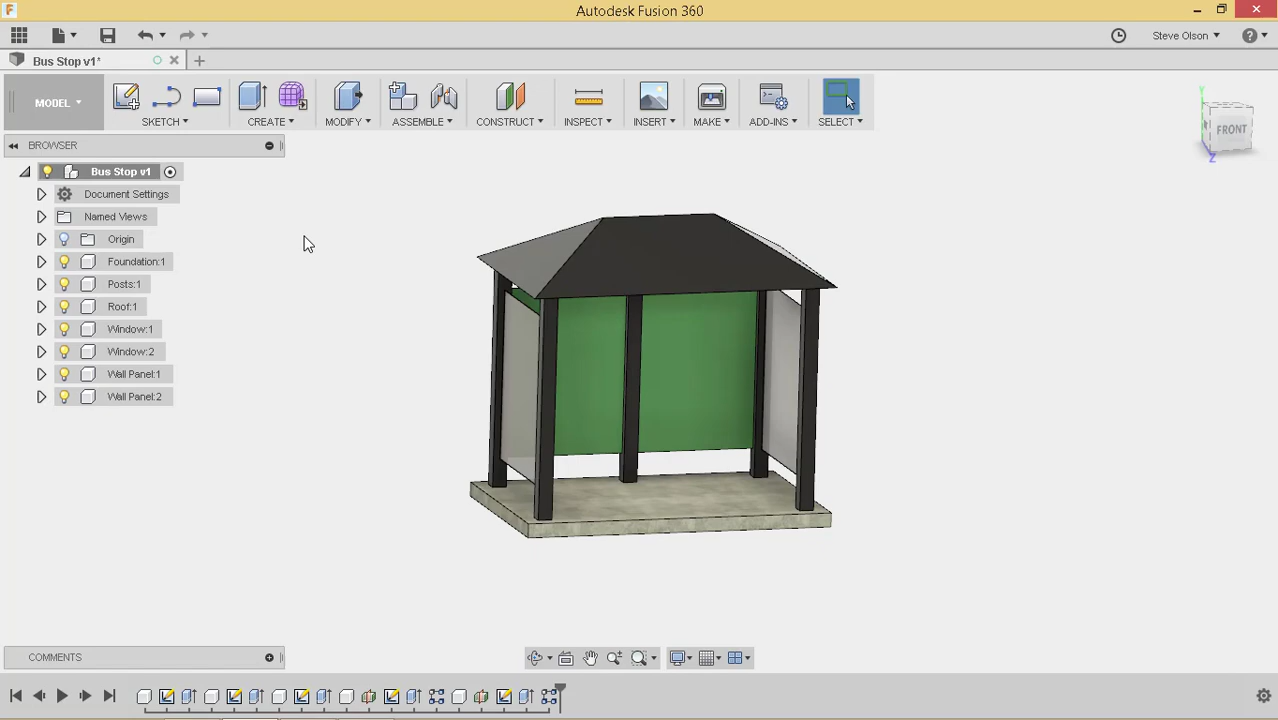 F
Autodesk Fusion 360
Steve Olson
Bus Stop v1*
MODEL
SKETCH
CREATE
MODIFY
ASSEMBLE
CONSTRUCT
INSPECT
INSERT
MAKE
ADD-INS
SELECT
Y
FRONT
Z
BROWSER
Bus Stop v1
Document Settings
Named Views
Origin
Foundation:1
Posts:1
Roof:1
Window:1
Window:2
Wall Panel:1
Wall Panel:2
COMMENTS